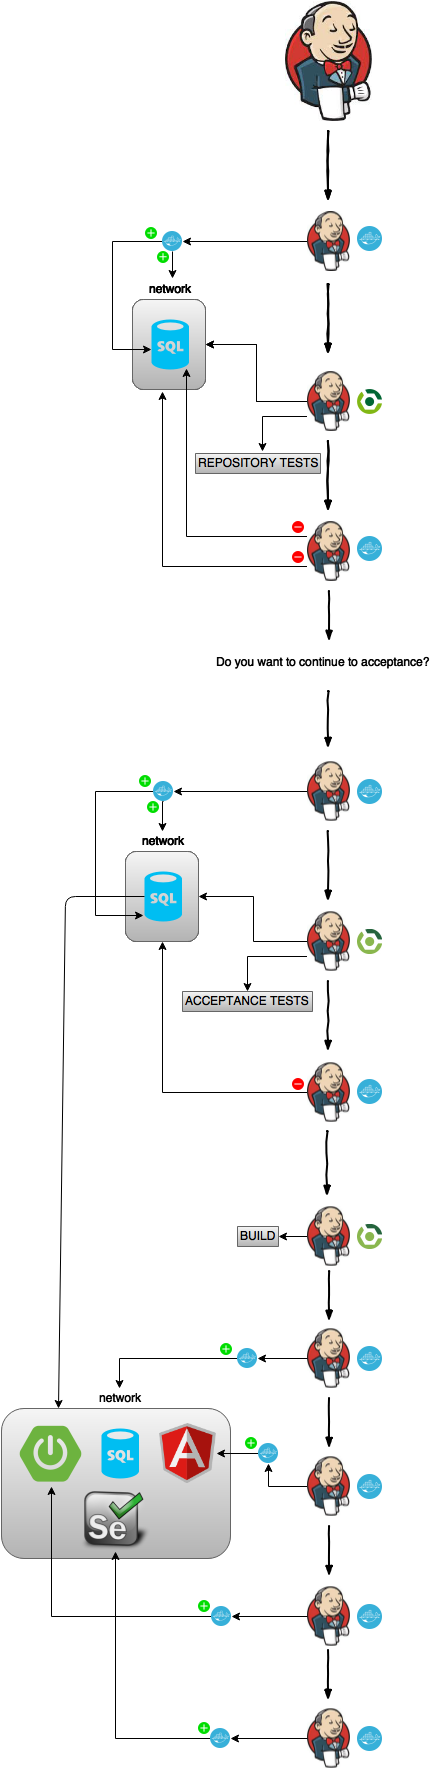 network
SQL
REPOSITORY TESTS
Do you want to continue to acceptance?
network
SQL
ACCEPTANCE TESTS
BUILD
network
SQL
A
Se